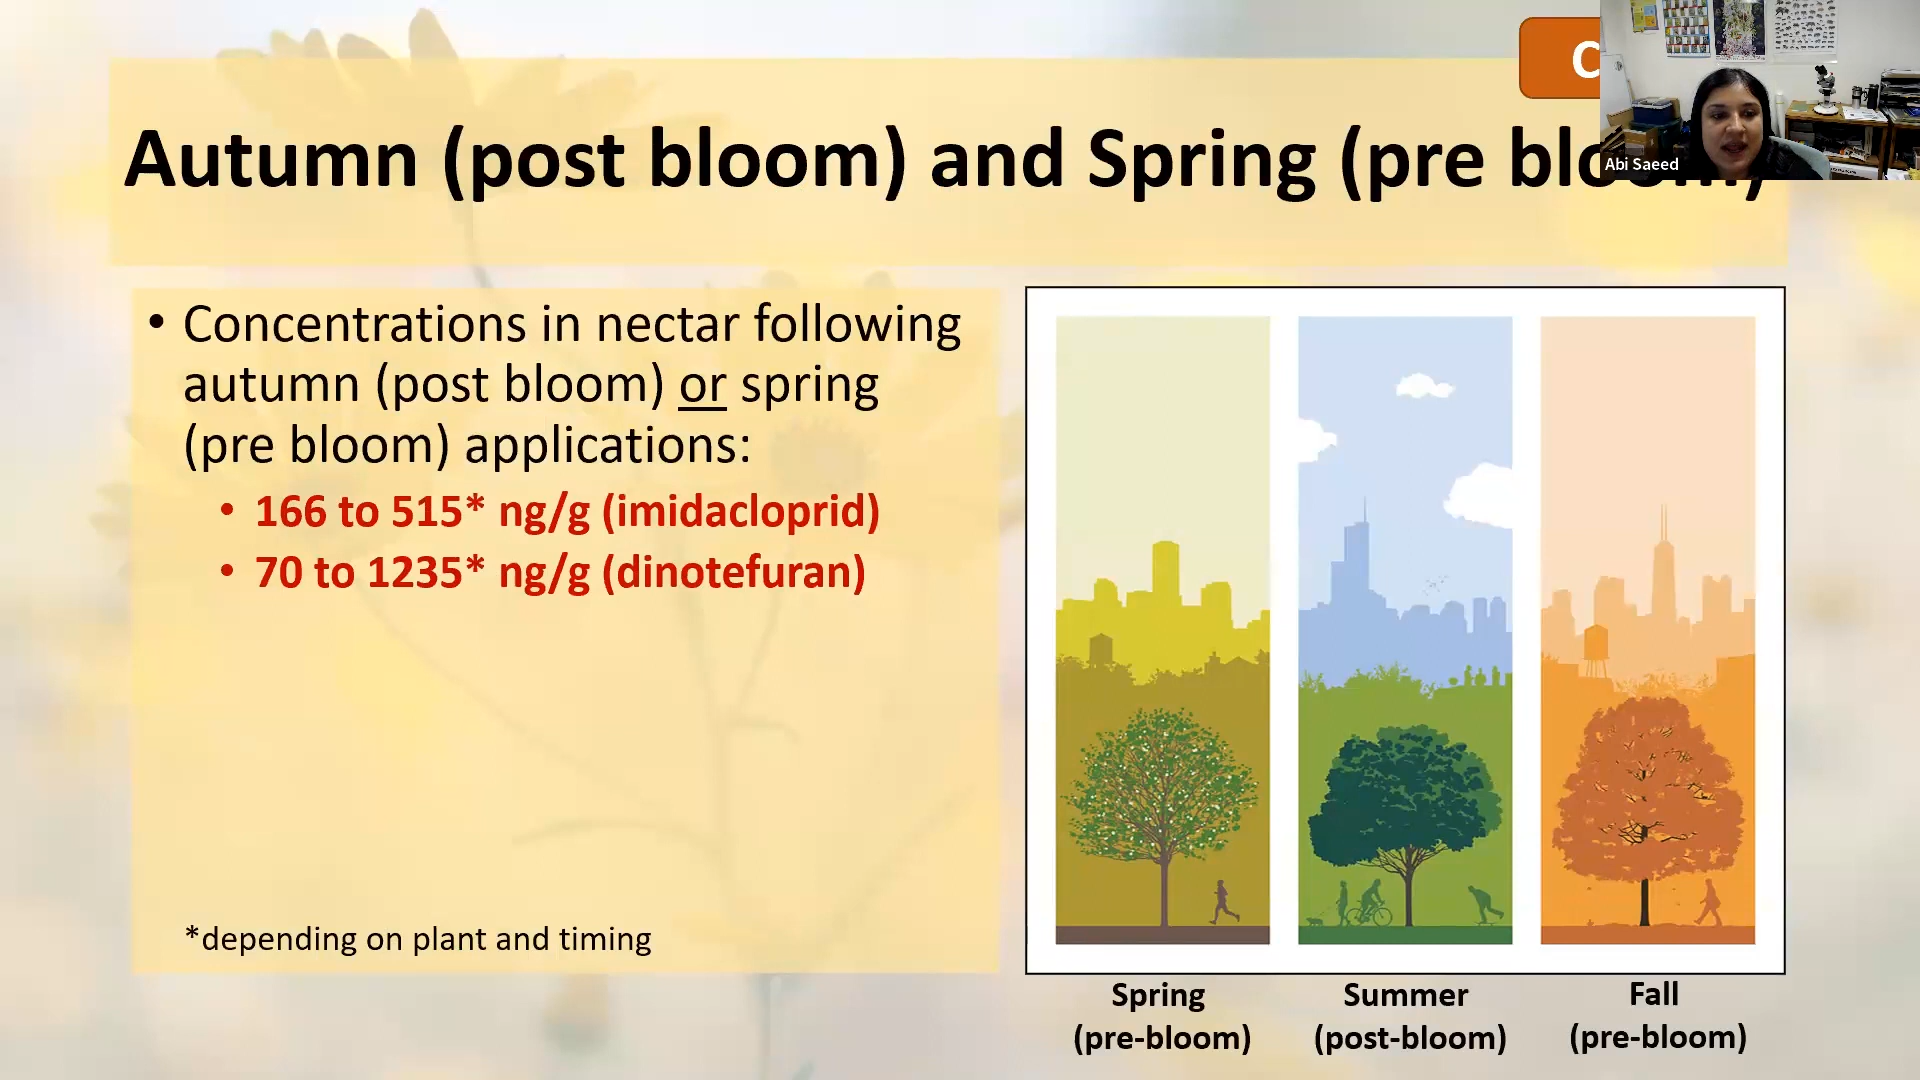 C
Autumn (post bloom) and Spring (pre bloom)
Abi Saeed
• Concentrations in nectar following
autumn (post bloom) or spring
(pre bloom) applications:
• 166 to 515* ng/g (imidacloprid)
• 70 to 1235* ng/g (dinotefuran)
*depending on plant and timing
Spring
(pre-bloom)
Summer
(post-bloom)
Fall
(pre-bloom)